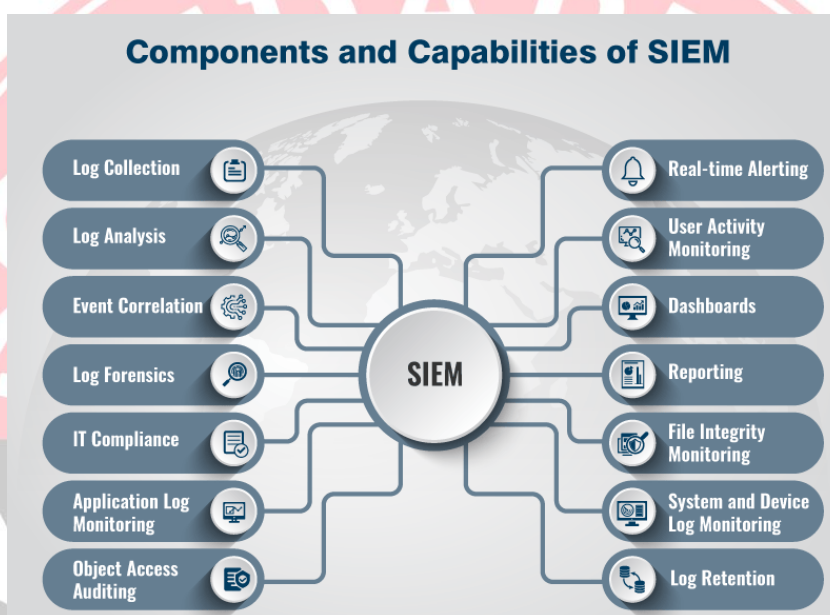 Components and Capabilities of SIEM
Log Collection
Log Analysis
Event Correlation
Log Forensics
IT Compliance
Application Log
Monitoring
Object Access
Auditing
SIEM
Real-time Alerting
User Activity
Monitoring
Dashboards
Reporting
File Integrity
Monitoring
System and Device
Log Monitoring
Log Retention